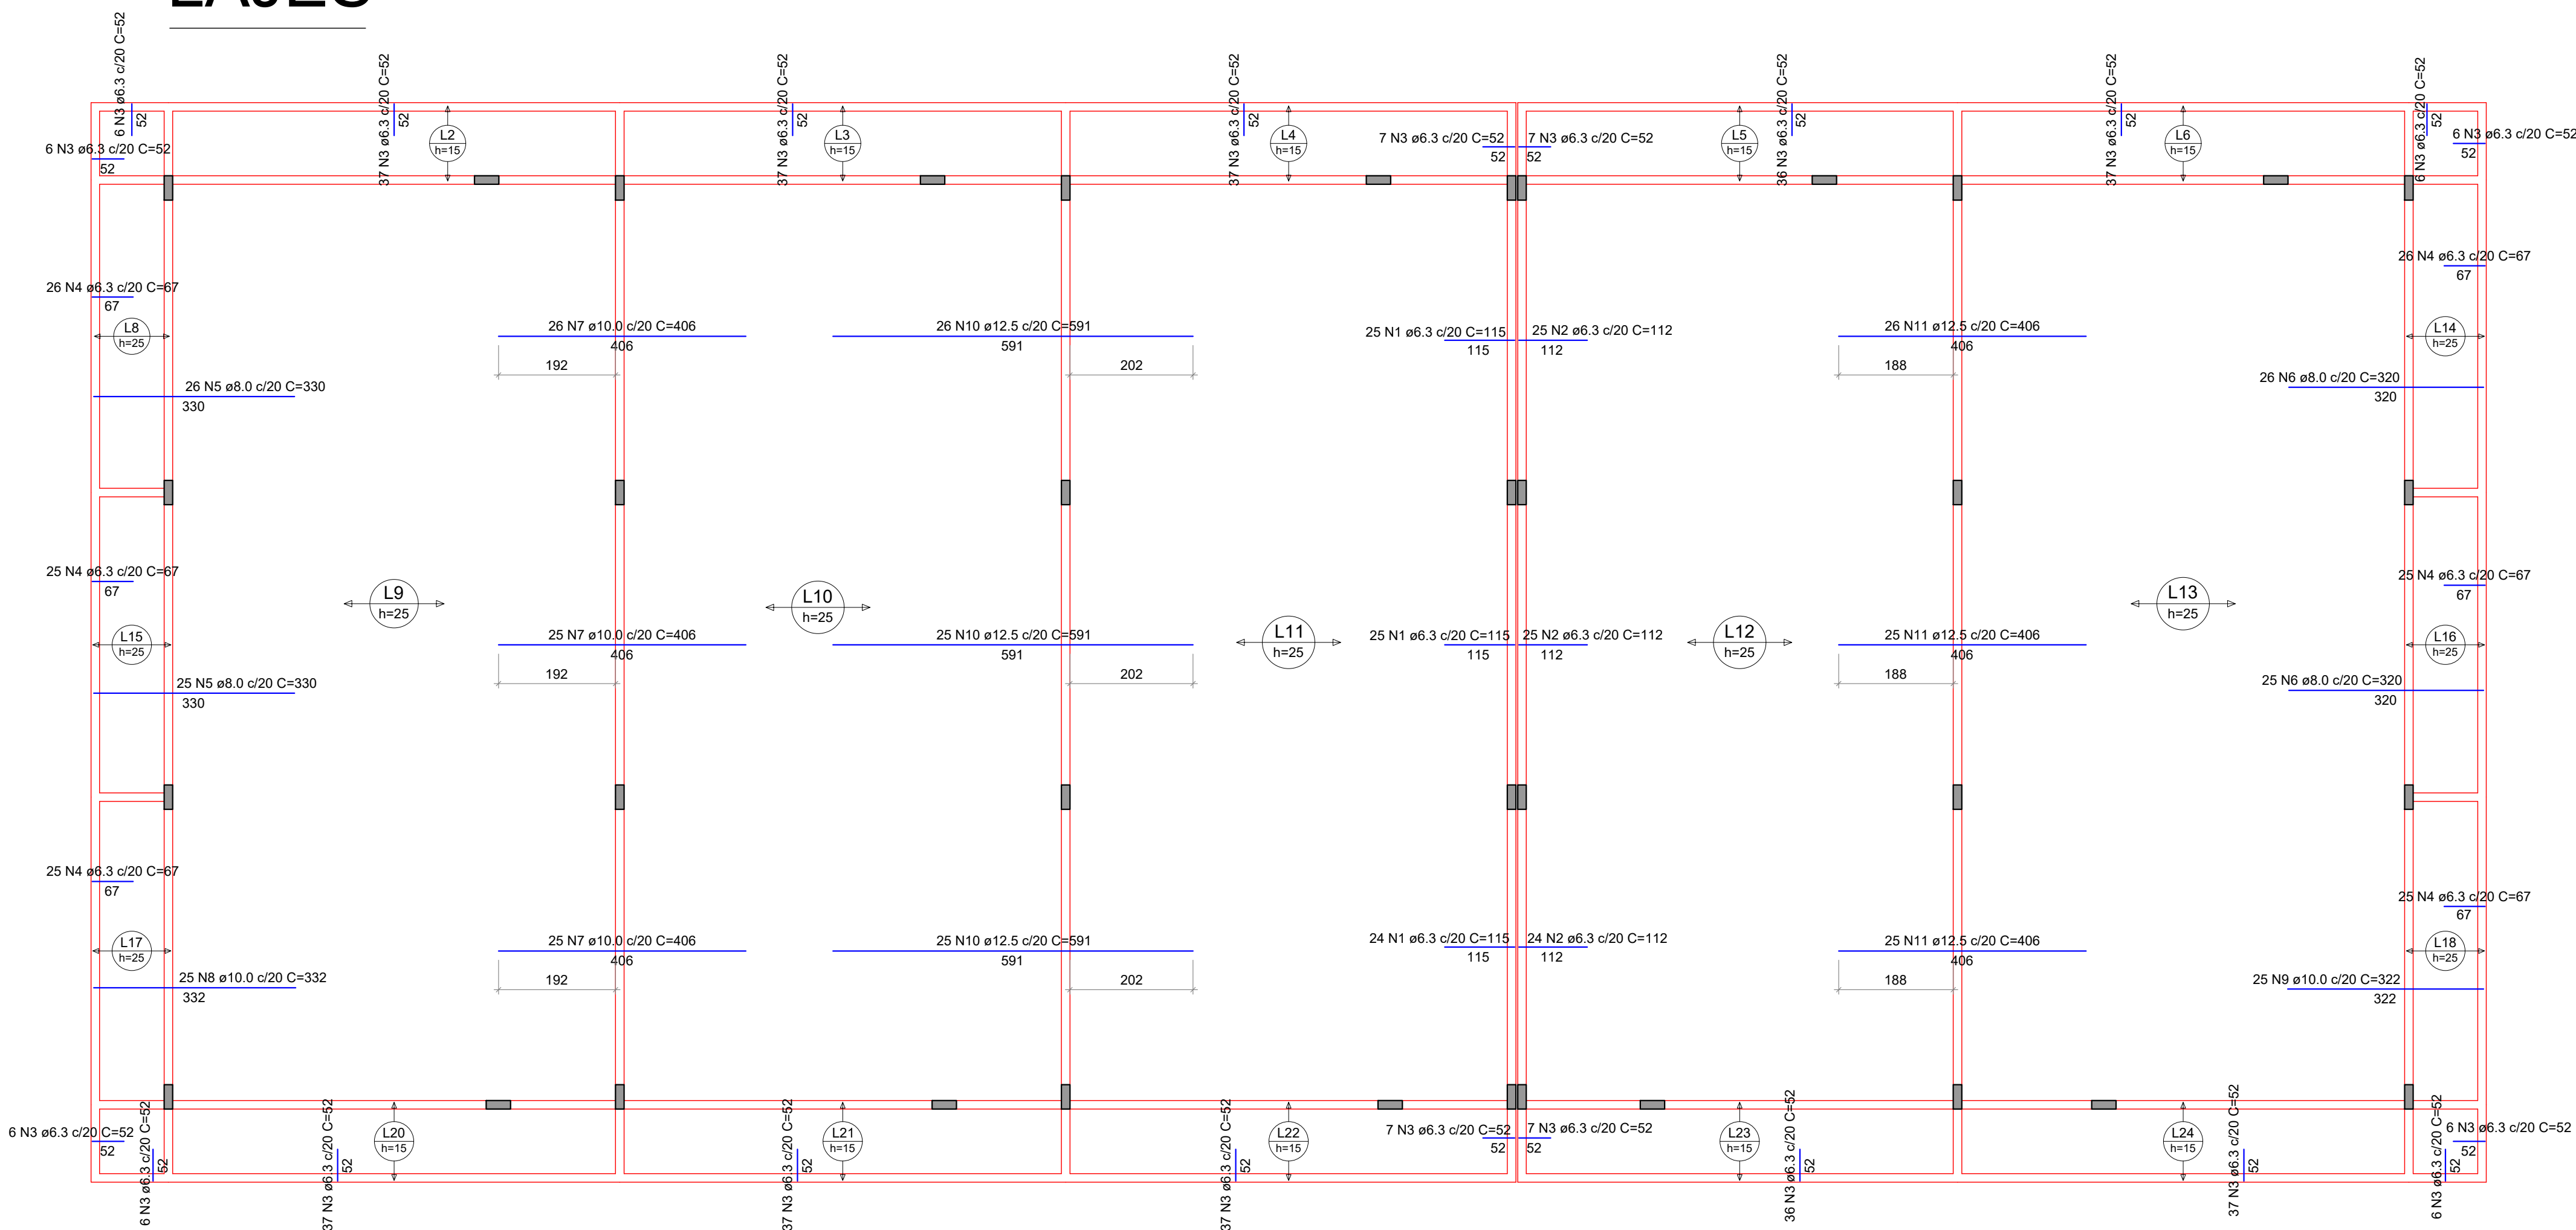 LAJES
6 N3 ø6.3 c/20 C=52
52
37 N3 ø6.3 c/20 C=52
52
37 N3 ø6.3 c/20 C=52
52
37 N3 ø6.3 c/20 C=52
52
36 N3 ø6.3 c/20 C=52
52
37 N3 ø6.3 c/20 C=52
52
6 N3 ø6.3 c/20 C=52
52
6 N3 ø6.3 c/20 C=52
52
L2
h=15
L3
h=15
L4
h=15
7 N3 ø6.3 c/20 C=52
52
7 N3 ø6.3 c/20 C=52
52
L5
h=15
L6
h=15
6 N3 ø6.3 c/20 C=52
52
26 N4 ø6.3 c/20 C=67
67
26 N4 ø6.3 c/20 C=67
67
L8
h=25
26 N7 ø10.0 c/20 C=406
406
192
26 N10 ø12.5 c/20 C=591
591
202
25 N1 ø6.3 c/20 C=115
115
25 N2 ø6.3 c/20 C=112
112
26 N11 ø12.5 c/20 C=406
406
188
L14
h=25
26 N5 ø8.0 c/20 C=330
330
26 N6 ø8.0 c/20 C=320
320
25 N4 ø6.3 c/20 C=67
67
25 N4 ø6.3 c/20 C=67
67
L9
h=25
L10
h=25
L11
h=25
L12
h=25
L13
h=25
L15
h=25
25 N7 ø10.0 c/20 C=406
406
192
25 N10 ø12.5 c/20 C=591
591
202
25 N1 ø6.3 c/20 C=115
115
25 N2 ø6.3 c/20 C=112
112
25 N11 ø12.5 c/20 C=406
406
188
L16
h=25
25 N5 ø8.0 c/20 C=330
330
25 N6 ø8.0 c/20 C=320
320
25 N4 ø6.3 c/20 C=67
67
25 N4 ø6.3 c/20 C=67
67
L17
h=25
25 N7 ø10.0 c/20 C=406
406
192
25 N10 ø12.5 c/20 C=591
591
202
24 N1 ø6.3 c/20 C=115
115
24 N2 ø6.3 c/20 C=112
112
25 N11 ø12.5 c/20 C=406
406
188
L18
h=25
25 N8 ø10.0 c/20 C=332
332
25 N9 ø10.0 c/20 C=322
322
6 N3 ø6.3 c/20 C=52
52
6 N3 ø6.3 c/20 C=52
52
37 N3 ø6.3 c/20 C=52
52
L20
h=15
37 N3 ø6.3 c/20 C=52
52
L21
h=15
37 N3 ø6.3 c/20 C=52
52
L22
h=15
7 N3 ø6.3 c/20 C=52
52
7 N3 ø6.3 c/20 C=52
52
L23
h=15
36 N3 ø6.3 c/20 C=52
52
L24
h=15
37 N3 ø6.3 c/20 C=52
52
6 N3 ø6.3 c/20 C=52
52
6 N3 ø6.3 c/20 C=52
52